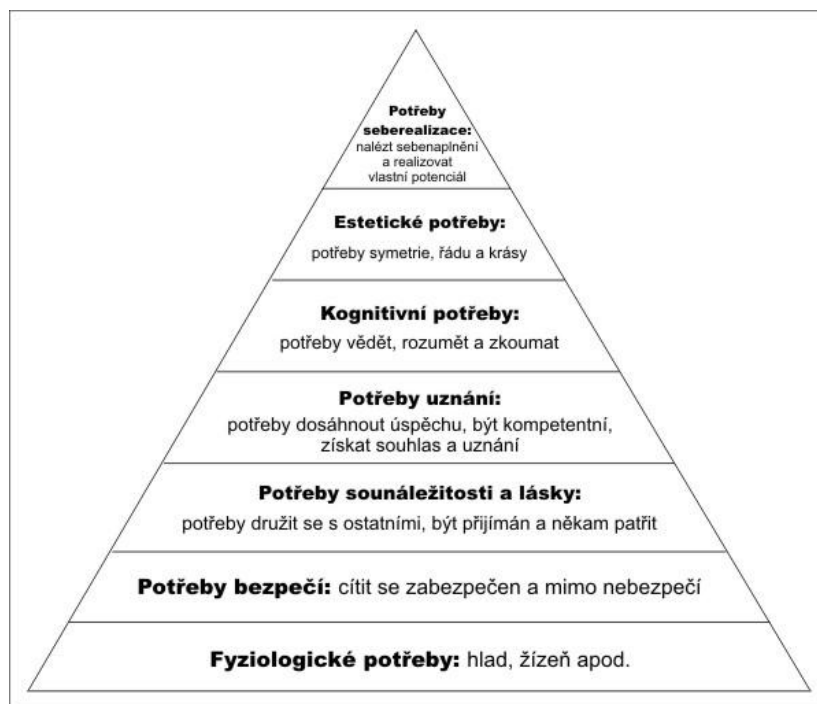 Potřeby
seberealizace:
nalézt sebenaplnění
a realizovat
vlastní potenciál
Estetické potřeby:
potřeby symetrie, řádu a krásy
Kognitivní potřeby:
potřeby vědět, rozumět a zkoumat
Potřeby uznání:
potřeby dosáhnout úspěchu, být kompetentní,
získat souhlas a uznání
Potřeby sounáležitosti a lásky:
potřeby družit se s ostatními, být přijímán a někam patřit
Potřeby bezpečí: cítit se zabezpečen a mimo nebezpečí
Fyziologické potřeby: hlad, žízeň apod.